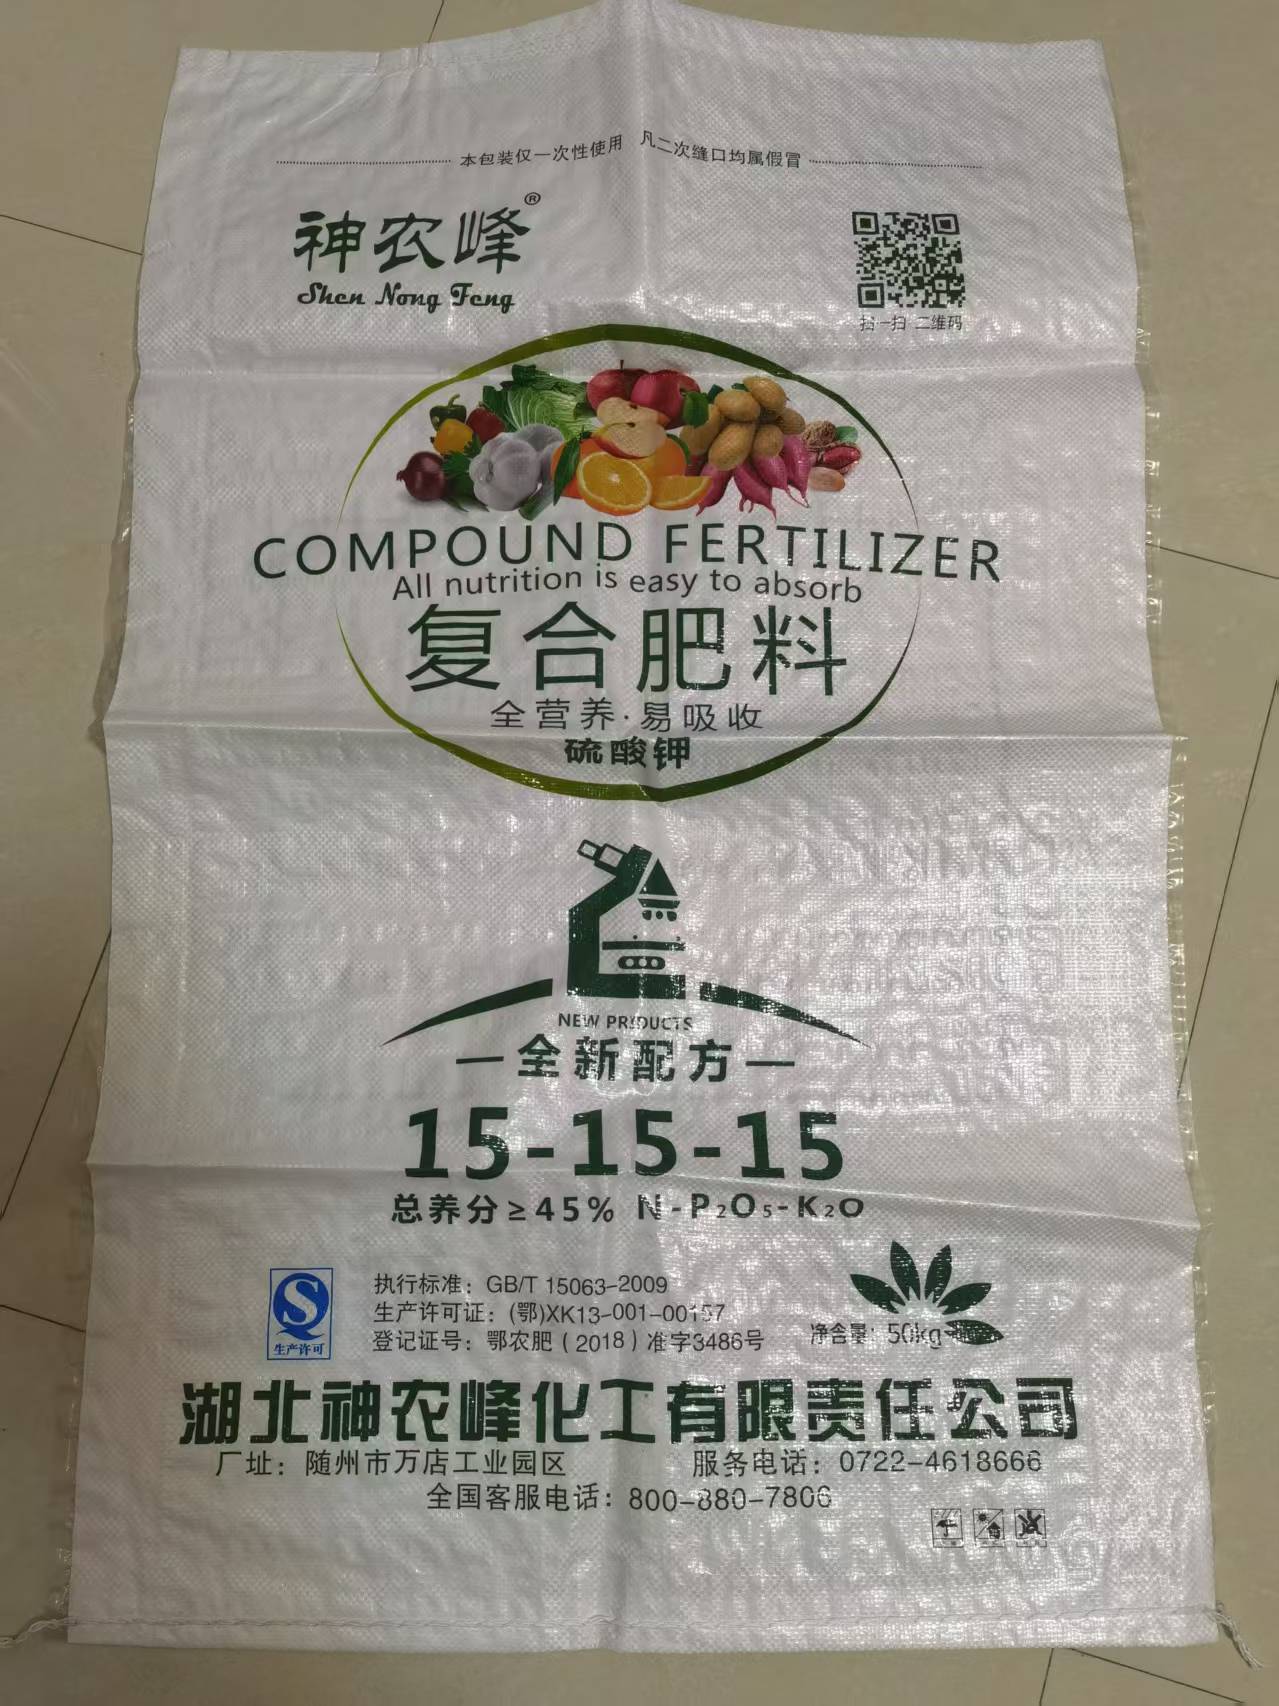 本包装仅一次性使用 凡二次缝口均属假冒
神农峰®
Shen Nong Feng
扫一扫 二维码
COMPOUND FERTILIZER
All nutrition is easy to absorb
复合肥料
全营养·易吸收
硫酸钾
NEW PRODUCTS
一全新配方一
15-15-15
总养分≥45% N-P₂O₅-K₂O
执行标准：GB/T 15063-2009
生产许可证：(鄂)XK13-001-00157
登记证号：鄂农肥（2018）准字3486号
生产许可
净含量：50kg
湖北神农峰化工有限责任公司
厂址：随州市万店工业园区 服务电话：0722-4618666
全国客服电话：800-880-7806